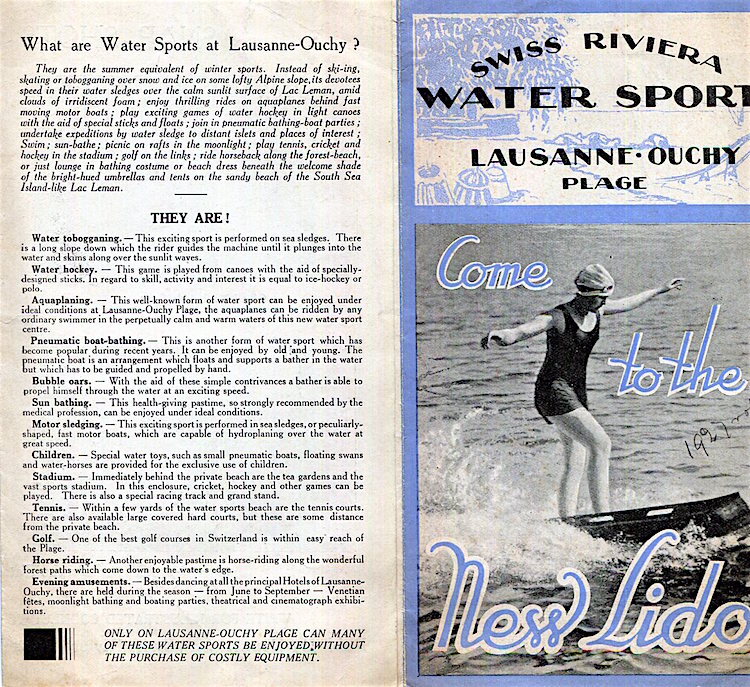 What are Water Sports at Lausanne-Ouchy ?
They are the summer equivalent of winter sports. Instead of ski-ing,
skating or tobogganing over snow and ice on some lofty Alpine slope, its devotees
speed in their water sledges over the calm sunlit surface of Lac Leman, amid
clouds of irridiscent foam ; enjoy thrilling rides on aquaplanes behind fast
moving motor boats ; play exciting games of water hockey in light canoes
with the aid of special sticks and floats ; join in pneumatic bathing-boat parties ;
undertake expeditions by water sledge to distant islets and places of interest ;
Swim ; sun-bathe ; picnic on rafts in the moonlight ; play tennis, cricket and
hockey in the stadium ; golf on the links ; ride horseback along the forest-beach,
or just lounge in bathing costume or beach dress beneath the welcome shade
of the bright-hued umbrellas and tents on the sandy beach of the South Sea
Island-like Lac Leman.
THEY ARE !
Water tobogganing. — This exciting sport is performed on sea sledges. There
is a long slope down which the rider guides the machine until it plunges into the
water and skims along over the sunlit waves.
Water hockey. — This game is played from canoes with the aid of specially-
designed sticks. In regard to skill, activity and interest it is equal to ice-hockey or
polo.
Aquaplaning. — This well-known form of water sport can be enjoyed under
ideal conditions at Lausanne-Ouchy Plage, the aquaplanes can be ridden by any
ordinary swimmer in the perpetually calm and warm waters of this new water sport
centre.
Pneumatic boat-bathing. — This is another form of water sport which has
become popular during recent years. It can be enjoyed by old and young. The
pneumatic boat is an arrangement which floats and supports a bather in the water
but which has to be guided and propelled by hand.
Bubble oars. — With the aid of these simple contrivances a bather is able to
propel himself through the water at an exciting speed.
Sun bathing. — This health-giving pastime, so strongly recommended by the
medical profession, can be enjoyed under ideal conditions.
Motor sledging. — This exciting sport is performed in sea sledges, or peculiarly-
shaped, fast motor boats, which are capable of hydroplaning over the water at
great speed.
Children. — Special water toys, such as small pneumatic boats, floating swans
and water-horses are provided for the exclusive use of children.
Stadium. — Immediately behind the private beach are the tea gardens and the
vast sports stadium. In this enclosure, cricket, hockey and other games can be
played. There is also a special racing track and grand stand.
Tennis. — Within a few yards of the water sports beach are the tennis courts.
There are also available large covered hard courts, but these are some distance
from the private beach.
Golf. — One of the best golf courses in Switzerland is within easy reach of
the Plage.
Horse riding. — Another enjoyable pastime is horse-riding along the wonderful
forest paths which come down to the water's edge.
Evening amusements. — Besides dancing at all the principal Hotels of Lausanne-
Ouchy, there are held during the season — from June to September — Venetian
fêtes, moonlight bathing and boating parties, theatrical and cinematograph exhibi-
tions.
ONLY ON LAUSANNE-OUCHY PLAGE CAN MANY
OF THESE WATER SPORTS BE ENJOYED WITHOUT
THE PURCHASE OF COSTLY EQUIPMENT.
SWISS RIVIERA
WATER SPORT
LAUSANNE·OUCHY
PLAGE
Come
to the
New Lido